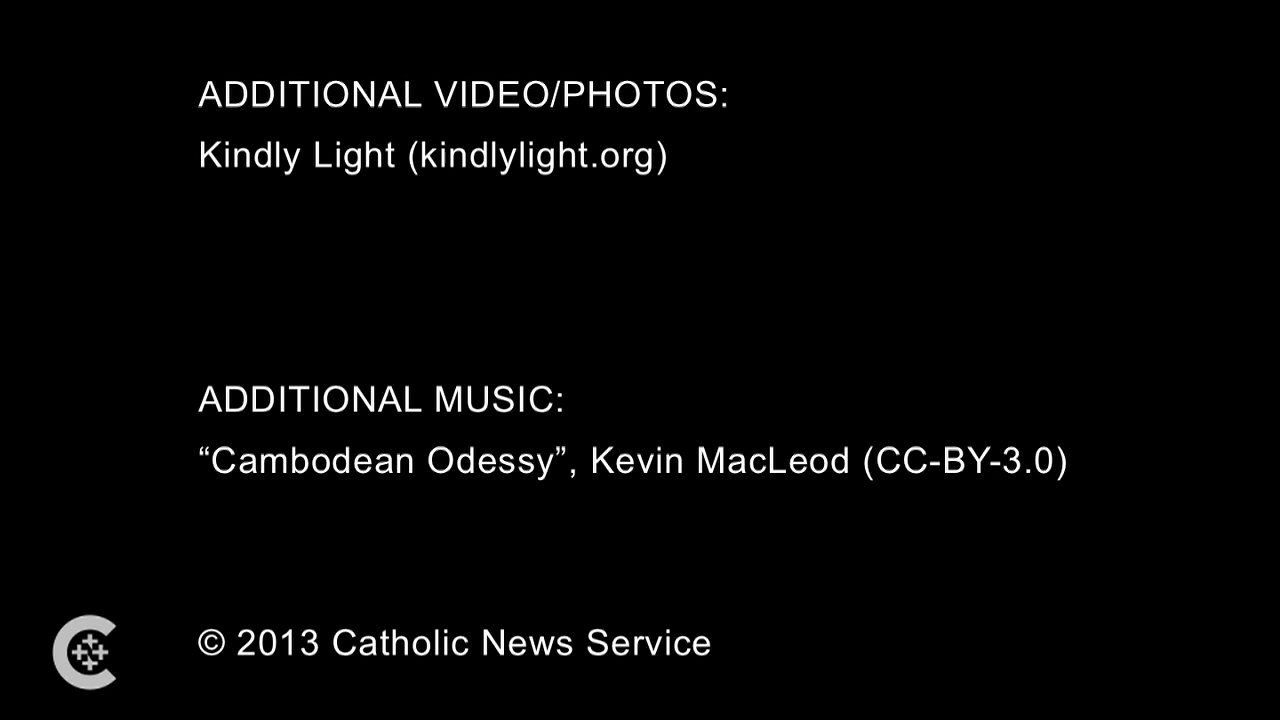 ADDITIONAL VIDEO/PHOTOS:
Kindly Light (kindlylight.org)
ADDITIONAL MUSIC:
“Cambodean Odessy”, Kevin MacLeod (CC-BY-3.0)
© 2013 Catholic News Service